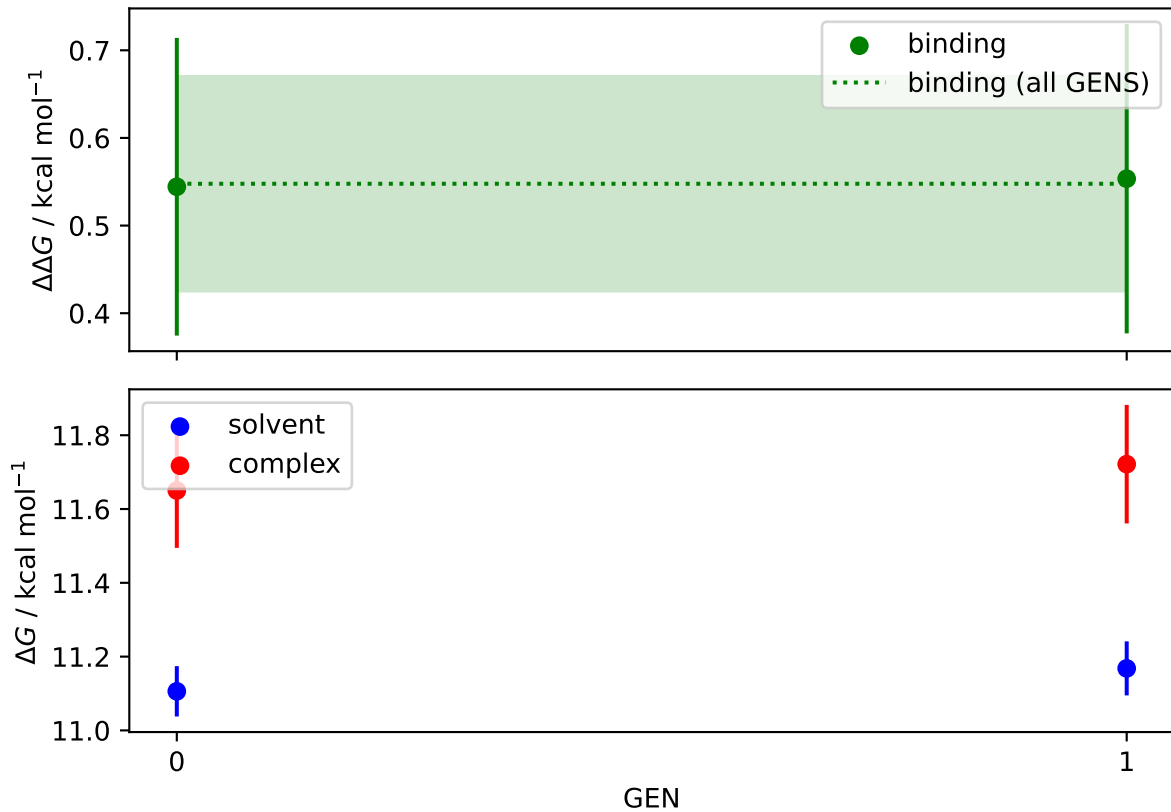 0.7
0.6
0.5
0.4
ΔΔG / kcal mol⁻¹
binding
binding (all GENS)
11.8
11.6
11.4
11.2
11.0
ΔG / kcal mol⁻¹
solvent
complex
0 1
GEN